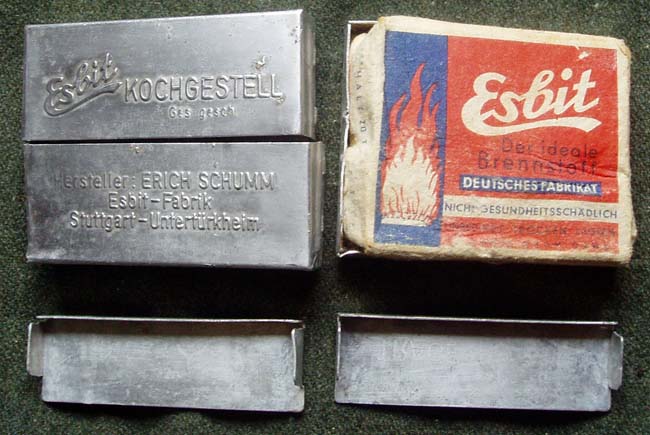 Esbit KOCHGESTELL
Ges. gesch.
Hersteller: ERICH SCHUMM
Esbit-Fabrik
Stuttgart-Untertürkheim
Esbit
Der ideale
Brennstoff
DEUTSCHES FABRIKAT
NICHT GESUNDHEITSSCHÄDLICH